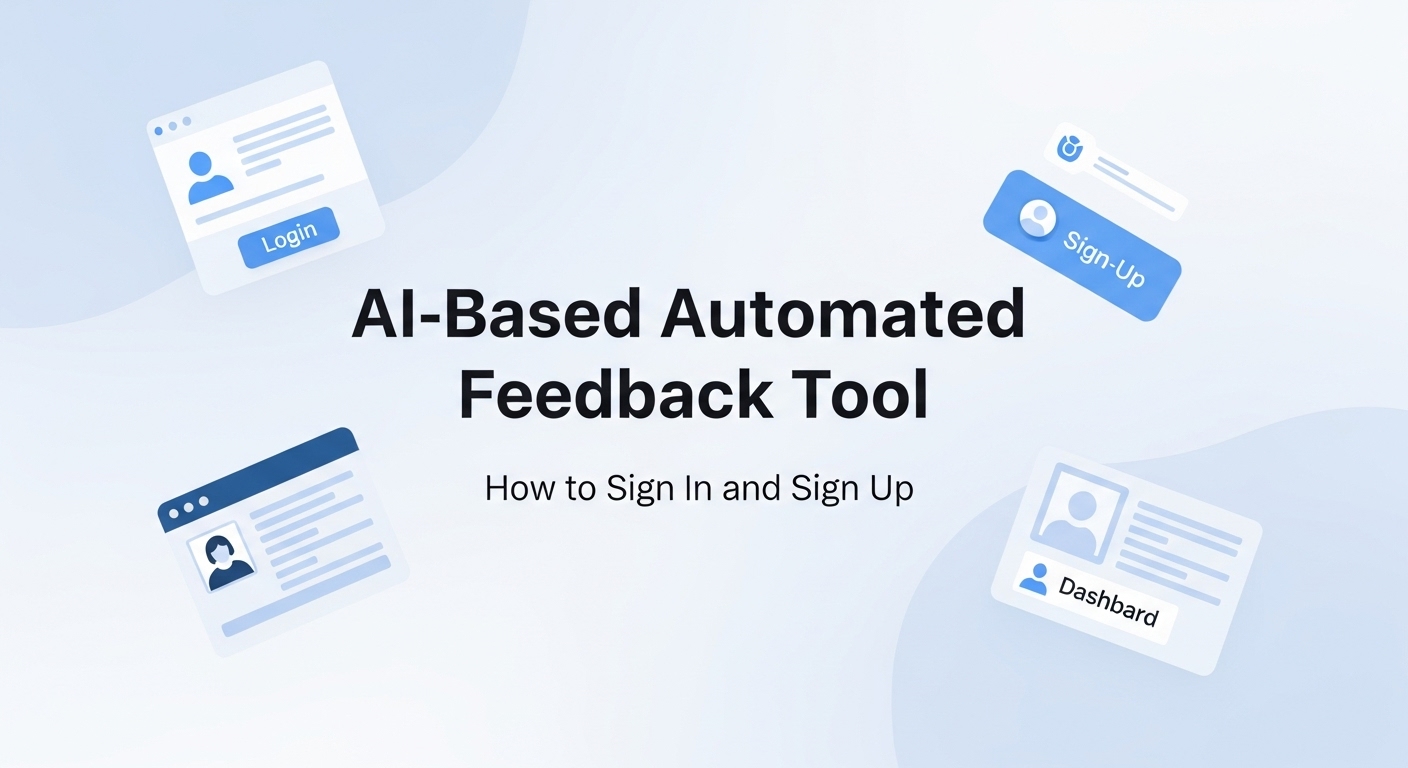 Login
Sign-Up
AI-Based Automated
Feedback Tool
How to Sign In and Sign Up
Dashbard